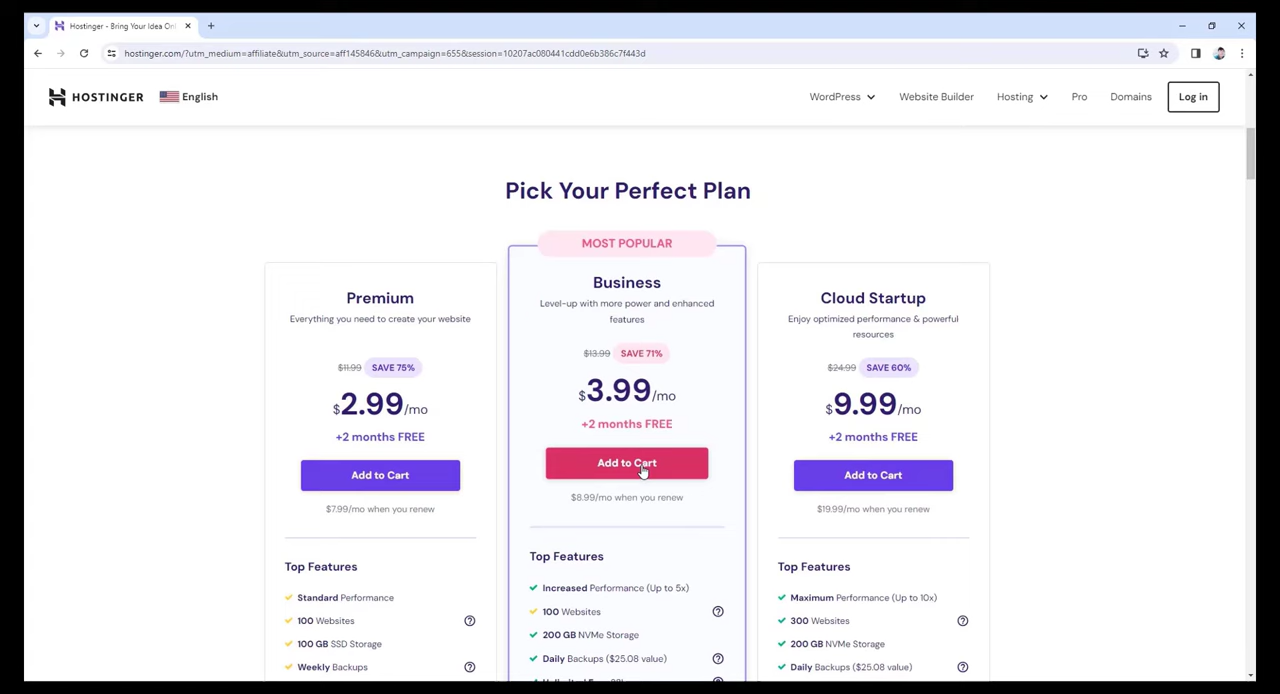 Hostinger - Bring Your Idea Onl
hostinger.com/?utm_medium=affiliate&utm_source=aff145846&utm_campaign=655&session=10207ac080441cdd0e6b386c7f443d
HOSTINGER English WordPress Website Builder Hosting Pro Domains Log in
Pick Your Perfect Plan
MOST POPULAR
Premium
Everything you need to create your website
$11.99 SAVE 75%
$2.99/mo
+2 months FREE
Add to Cart
$7.99/mo when you renew
Top Features
Standard Performance
100 Websites
100 GB SSD Storage
Weekly Backups
Business
Level-up with more power and enhanced
features
$13.99 SAVE 71%
$3.99/mo
+2 months FREE
Add to Cart
$8.99/mo when you renew
Top Features
Increased Performance (Up to 5x)
100 Websites
200 GB NVMe Storage
Daily Backups ($25.08 value)
Cloud Startup
Enjoy optimized performance & powerful
resources
$24.99 SAVE 60%
$9.99/mo
+2 months FREE
Add to Cart
$19.99/mo when you renew
Top Features
Maximum Performance (Up to 10x)
300 Websites
200 GB NVMe Storage
Daily Backups ($25.08 value)